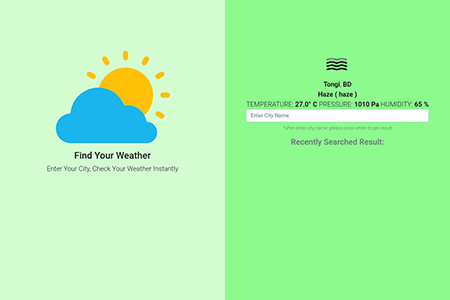 Find Your Weather
Enter Your City, Check Your Weather Instantly
Tongi, BD
Haze ( haze )
TEMPERATURE: 27.0° C PRESSURE: 1010 Pa HUMIDITY: 65 %
Enter City Name
*after enter city name, please press enter to get result
Recently Searched Result: